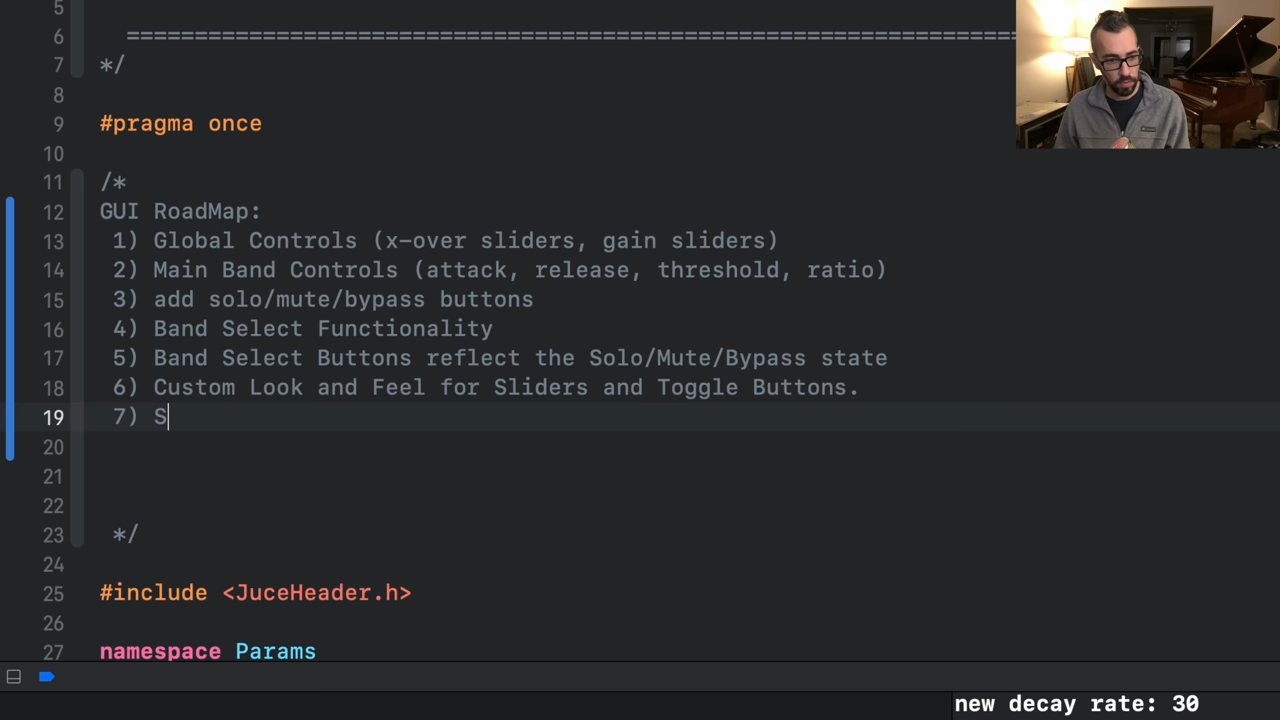 5
6 ==================================================================
7 */
8
9 #pragma once
10
11 /*
12 GUI RoadMap:
13 1) Global Controls (x-over sliders, gain sliders)
14 2) Main Band Controls (attack, release, threshold, ratio)
15 3) add solo/mute/bypass buttons
16 4) Band Select Functionality
17 5) Band Select Buttons reflect the Solo/Mute/Bypass state
18 6) Custom Look and Feel for Sliders and Toggle Buttons.
19 7) S
20
21
22
23 */
24
25 #include <JuceHeader.h>
26
27 namespace Params
new decay rate: 30